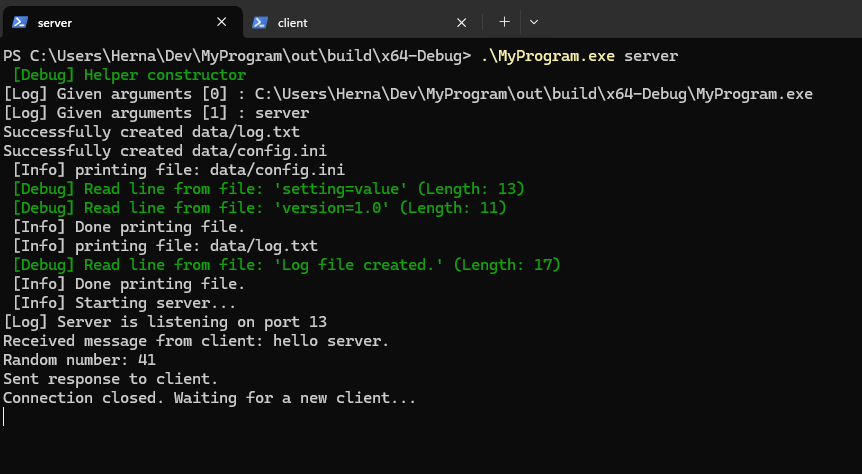 server
client
PS C:\Users\Herna\Dev\MyProgram\out\build\x64-Debug> .\MyProgram.exe server
[Debug] Helper constructor
[Log] Given arguments [0] : C:\Users\Herna\Dev\MyProgram\out\build\x64-Debug\MyProgram.exe
[Log] Given arguments [1] : server
Successfully created data/log.txt
Successfully created data/config.ini
[Info] printing file: data/config.ini
[Debug] Read line from file: 'setting=value' (Length: 13)
[Debug] Read line from file: 'version=1.0' (Length: 11)
[Info] Done printing file.
[Info] printing file: data/log.txt
[Debug] Read line from file: 'Log file created.' (Length: 17)
[Info] Done printing file.
[Info] Starting server...
[Log] Server is listening on port 13
Received message from client: hello server.
Random number: 41
Sent response to client.
Connection closed. Waiting for a new client...